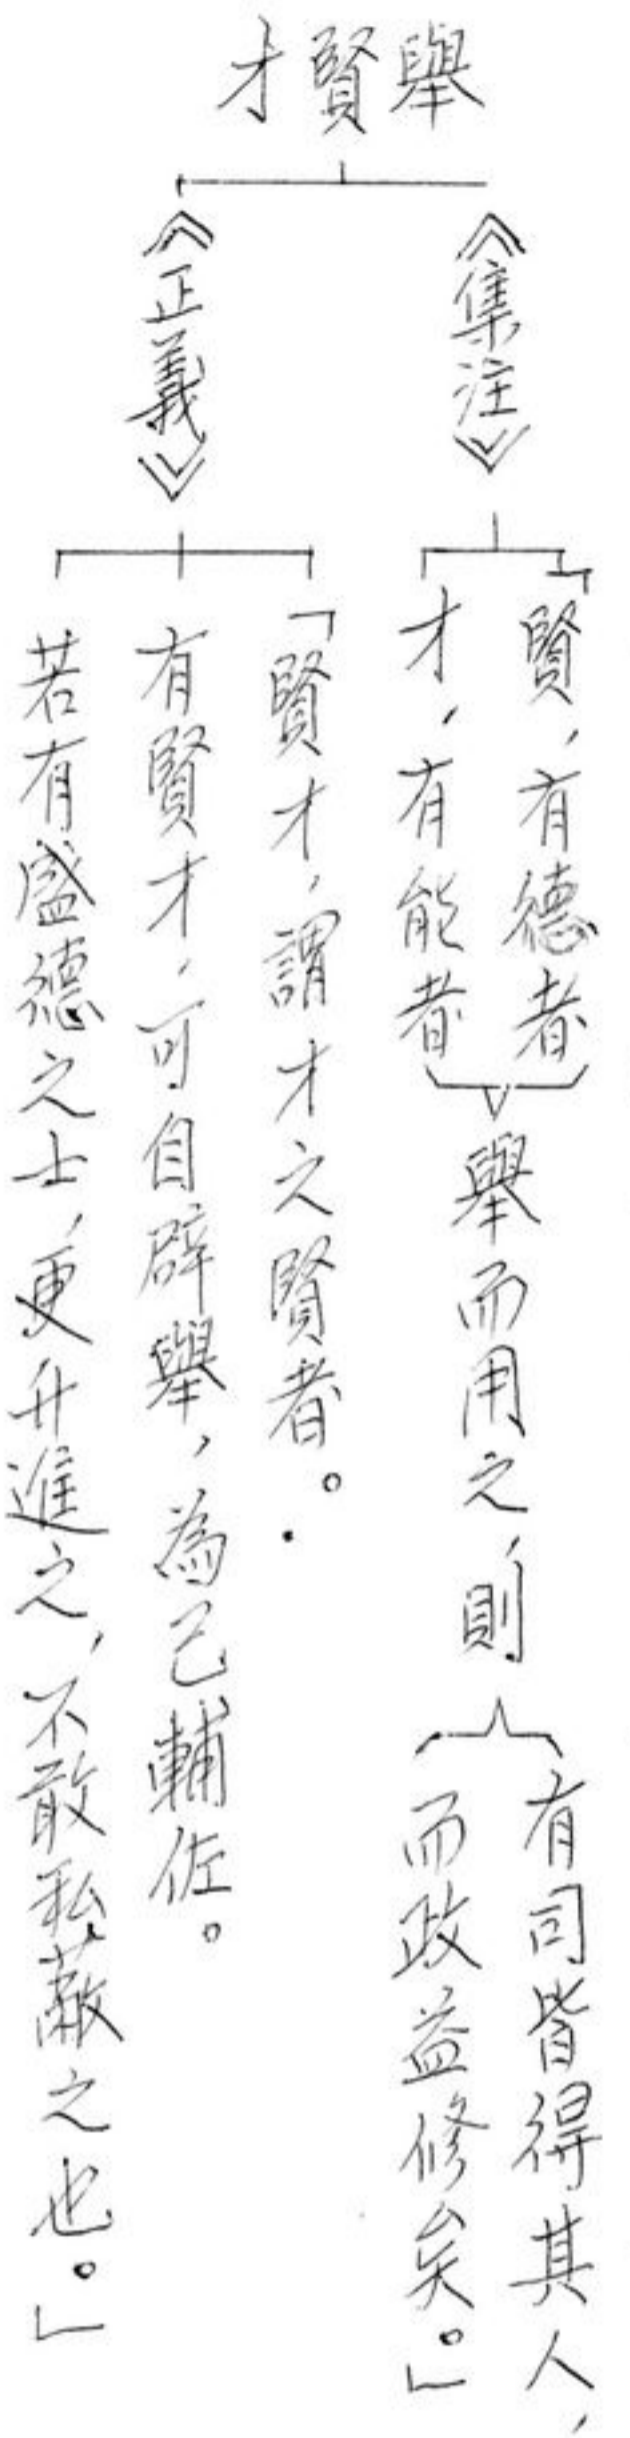 舉賢才
《集注》
「賢，有德者
才，有能者
舉而用之，則
有司皆得其人，
而政益修矣。」
《正義》
「賢才，謂才之賢者。
有賢才，可自辟舉，為己輔佐。
若有盛德之士，更升進之，不敢私蔽之也。」